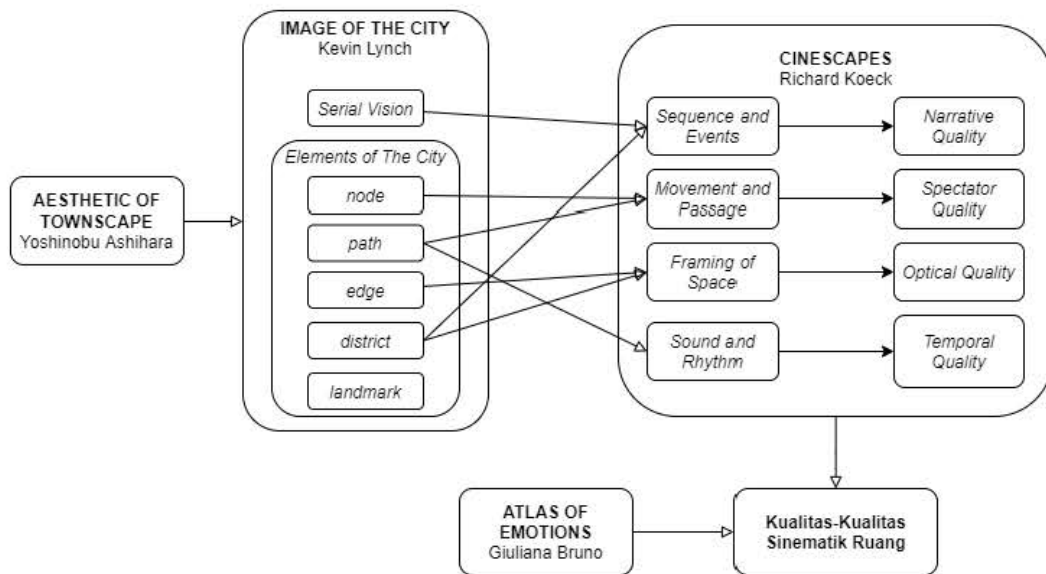 IMAGE OF THE CITY
Kevin Lynch
Serial Vision
Elements of The City
node
path
edge
district
landmark
AESTHETIC OF
TOWNSCAPE
Yoshinobu Ashihara
CINESCAPES
Richard Koeck
Sequence and
Events
Narrative
Quality
Movement and
Passage
Spectator
Quality
Framing of
Space
Optical Quality
Sound and
Rhythm
Temporal
Quality
ATLAS OF
EMOTIONS
Giuliana Bruno
Kualitas-Kualitas
Sinematik Ruang